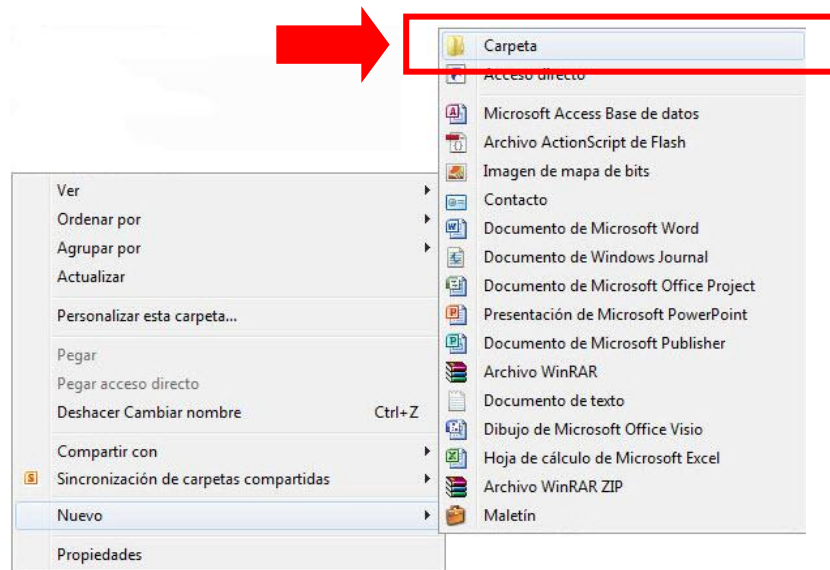 Carpeta
Acceso directo
Microsoft Access Base de datos
Archivo ActionScript de Flash
Imagen de mapa de bits
Contacto
Documento de Microsoft Word
Documento de Windows Journal
Documento de Microsoft Office Project
Presentación de Microsoft PowerPoint
Documento de Microsoft Publisher
Archivo WinRAR
Documento de texto
Dibujo de Microsoft Office Visio
Hoja de cálculo de Microsoft Excel
Archivo WinRAR ZIP
Maletín
Ver
Ordenar por
Agrupar por
Actualizar
Personalizar esta carpeta...
Pegar
Pegar acceso directo
Deshacer Cambiar nombre Ctrl+Z
Compartir con
Sincronización de carpetas compartidas
Nuevo
Propiedades